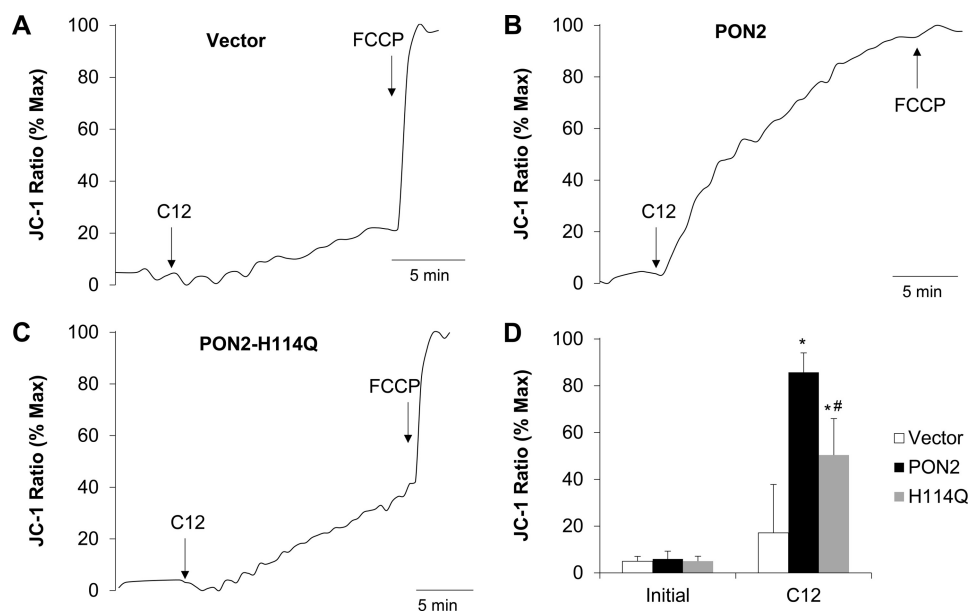 A
Vector
JC-1 Ratio (% Max)
100
80
60
40
20
0
C12
FCCP
5 min
B
PON2
JC-1 Ratio (% Max)
100
80
60
40
20
0
C12
FCCP
5 min
C
PON2-H114Q
JC-1 Ratio (% Max)
100
80
60
40
20
0
C12
FCCP
5 min
D
JC-1 Ratio (% Max)
100
80
60
40
20
0
*
*#
Initial
C12
Vector
PON2
H114Q